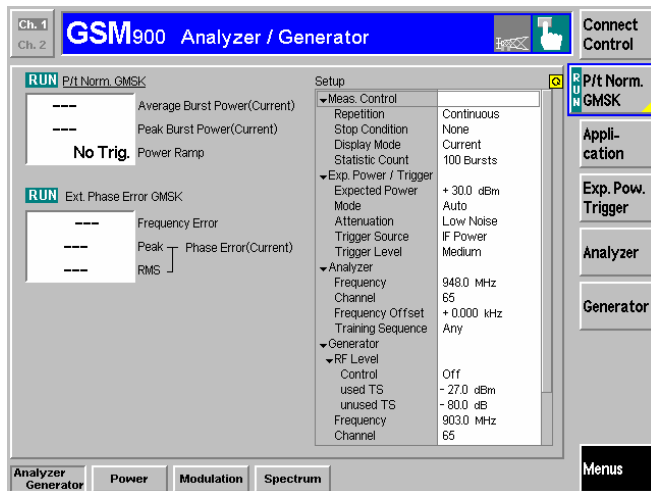 Ch. 1
Ch. 2
GSM900 Analyzer / Generator
Connect
Control
RUN P/t Norm. GMSK
--- Average Burst Power(Current)
--- Peak Burst Power(Current)
No Trig. Power Ramp
RUN Ext. Phase Error GMSK
--- Frequency Error
--- Peak Phase Error(Current)
--- RMS
Setup
Meas. Control
Repetition Continuous
Stop Condition None
Display Mode Current
Statistic Count 100 Bursts
Exp. Power / Trigger
Expected Power + 30.0 dBm
Mode Auto
Attenuation Low Noise
Trigger Source IF Power
Trigger Level Medium
Analyzer
Frequency 948.0 MHz
Channel 65
Frequency Offset + 0.000 kHz
Training Sequence Any
Generator
RF Level
Control Off
used TS - 27.0 dBm
unused TS - 80.0 dB
Frequency 903.0 MHz
Channel 65
RUN
P/t Norm.
GMSK
Appli-
cation
Exp. Pow.
Trigger
Analyzer
Generator
Menus
Analyzer
Generator
Power
Modulation
Spectrum